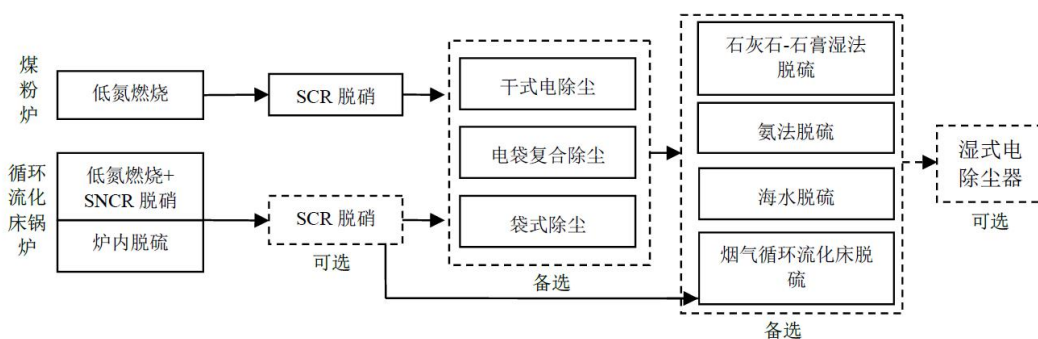 煤
粉
炉
低氮燃烧
SCR 脱硝
循环
流化
床锅
炉
低氮燃烧+
SNCR 脱硝
炉内脱硫
SCR 脱硝
可选
干式电除尘
电袋复合除尘
袋式除尘
备选
石灰石-石膏湿法
脱硫
氨法脱硫
海水脱硫
烟气循环流化床脱
硫
备选
湿式电
除尘器
可选